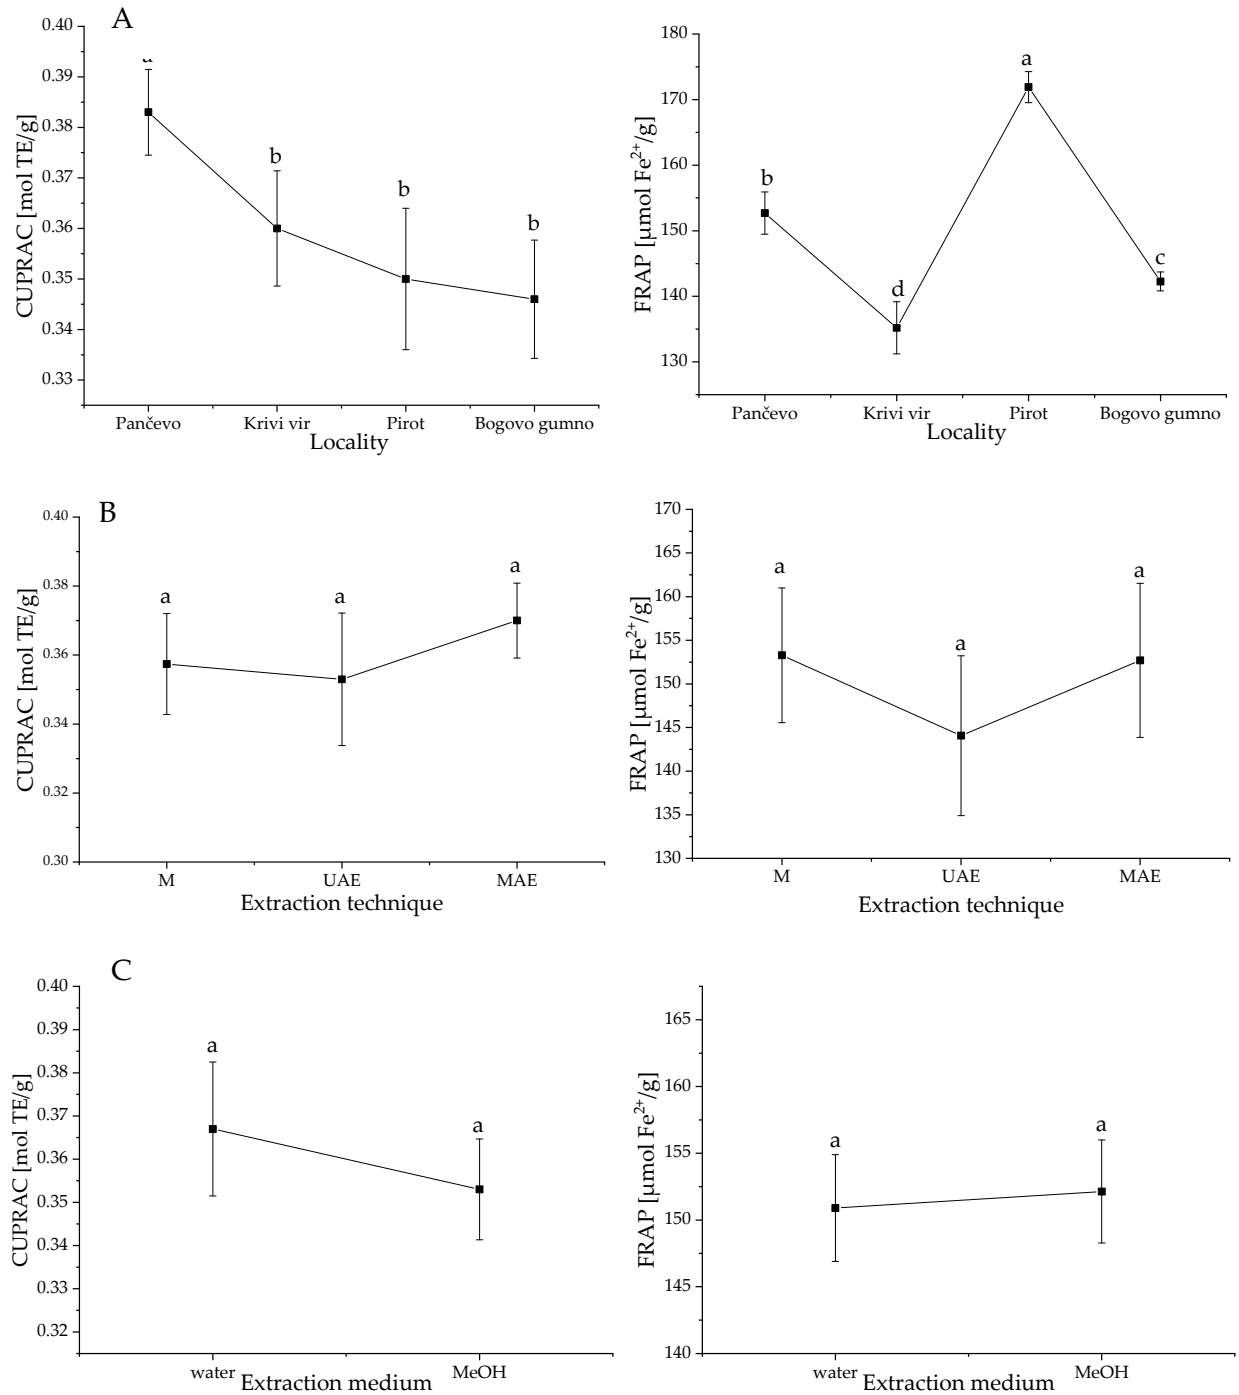 A
CUPRAC [mol TE/g]
0.40
0.39
0.38
0.37
0.36
0.35
0.34
0.33
a
b
b
b
Pančevo Krivi vir Pirot Bogovo gumno
Locality
FRAP [µmol Fe²⁺/g]
180
170
160
150
140
130
b
d
a
c
Pančevo Krivi vir Pirot Bogovo gumno
Locality
B
CUPRAC [mol TE/g]
0.40
0.38
0.36
0.34
0.32
0.30
a
a
a
M UAE MAE
Extraction technique
FRAP [µmol Fe²⁺/g]
170
165
160
155
150
145
140
135
130
a
a
a
M UAE MAE
Extraction technique
C
CUPRAC [mol TE/g]
0.40
0.39
0.38
0.37
0.36
0.35
0.34
0.33
0.32
a
a
water MeOH
Extraction medium
FRAP [µmol Fe²⁺/g]
165
160
155
150
145
140
a
a
water MeOH
Extraction medium